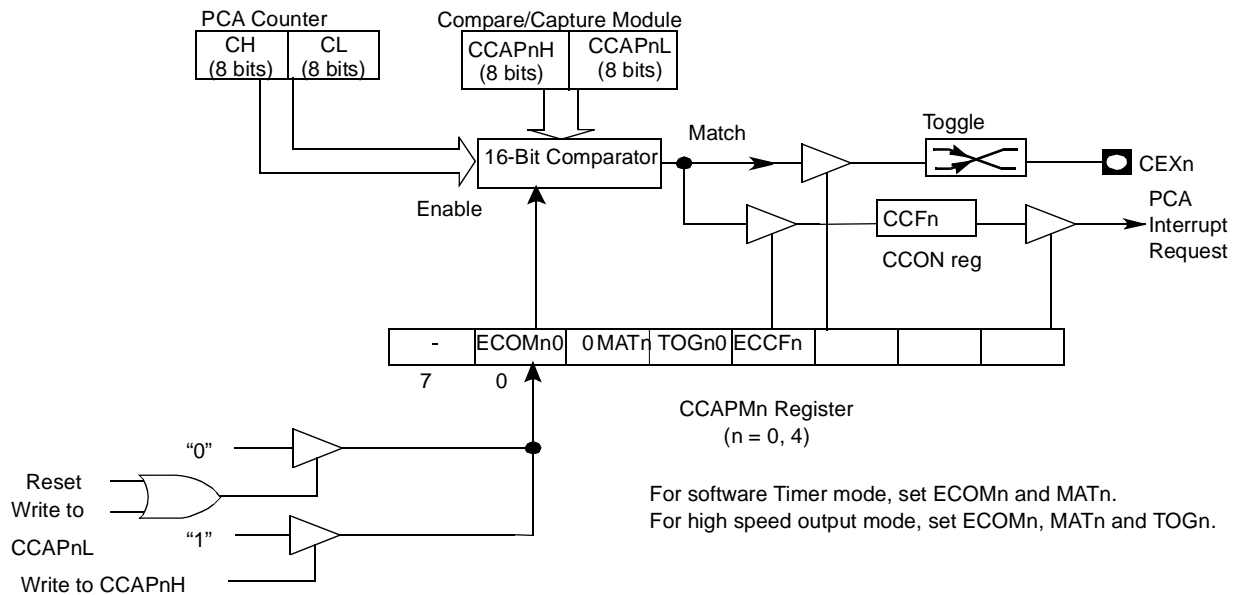 PCA Counter
Compare/Capture Module
CH
(8 bits)
CL
(8 bits)
CCAPnH
(8 bits)
CCAPnL
(8 bits)
Match
Toggle
16-Bit Comparator
Enable
CEXn
PCA
Interrupt
Request
CCFn
CCON reg
- ECOMn0 0 MATn TOGn0 ECCFn
7 0
CCAPMn Register
(n = 0, 4)
“0”
Reset
Write to
CCAPnL
“1”
Write to CCAPnH
For software Timer mode, set ECOMn and MATn.
For high speed output mode, set ECOMn, MATn and TOGn.